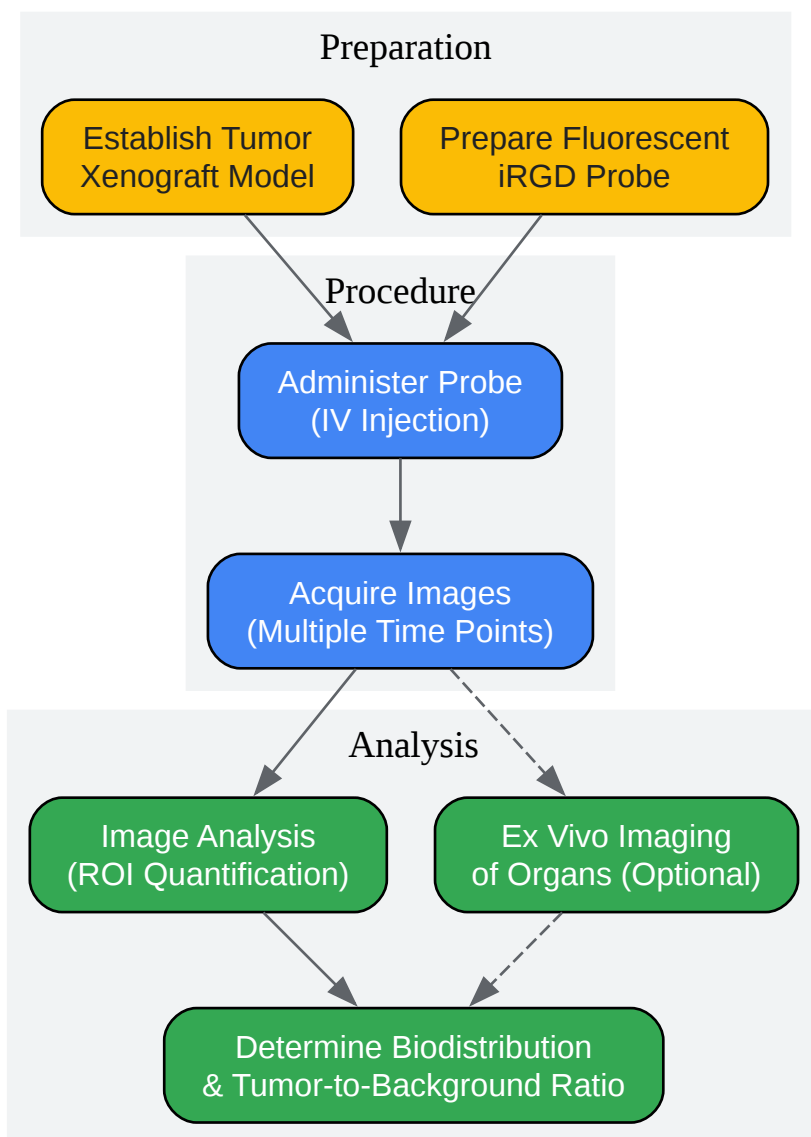 Preparation
Establish Tumor
Xenograft Model
Prepare Fluorescent
iRGD Probe
Procedure
Administer Probe
(IV Injection)
Acquire Images
(Multiple Time Points)
Analysis
Image Analysis
(ROI Quantification)
Ex Vivo Imaging
of Organs (Optional)
Determine Biodistribution
& Tumor-to-Background Ratio